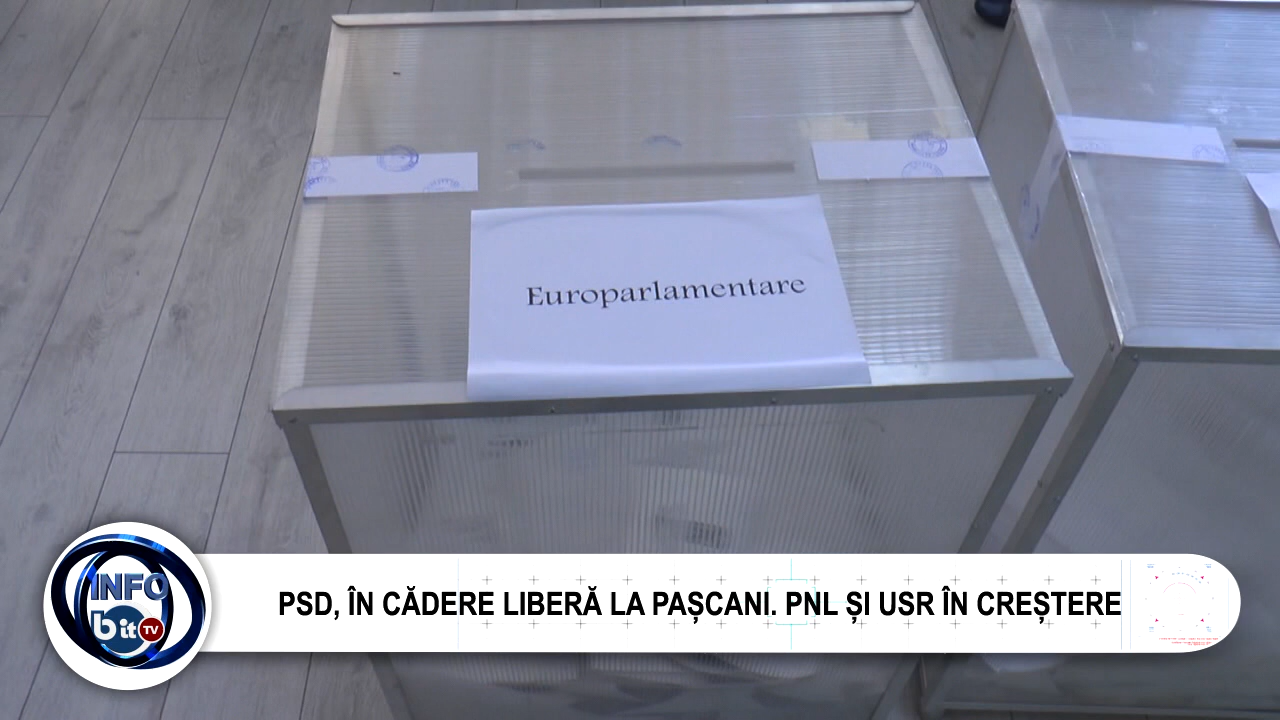 Europarlamentare
INFO
bit TV
PSD, ÎN CĂDERE LIBERĂ LA PAȘCANI. PNL ȘI USR ÎN CREȘTERE